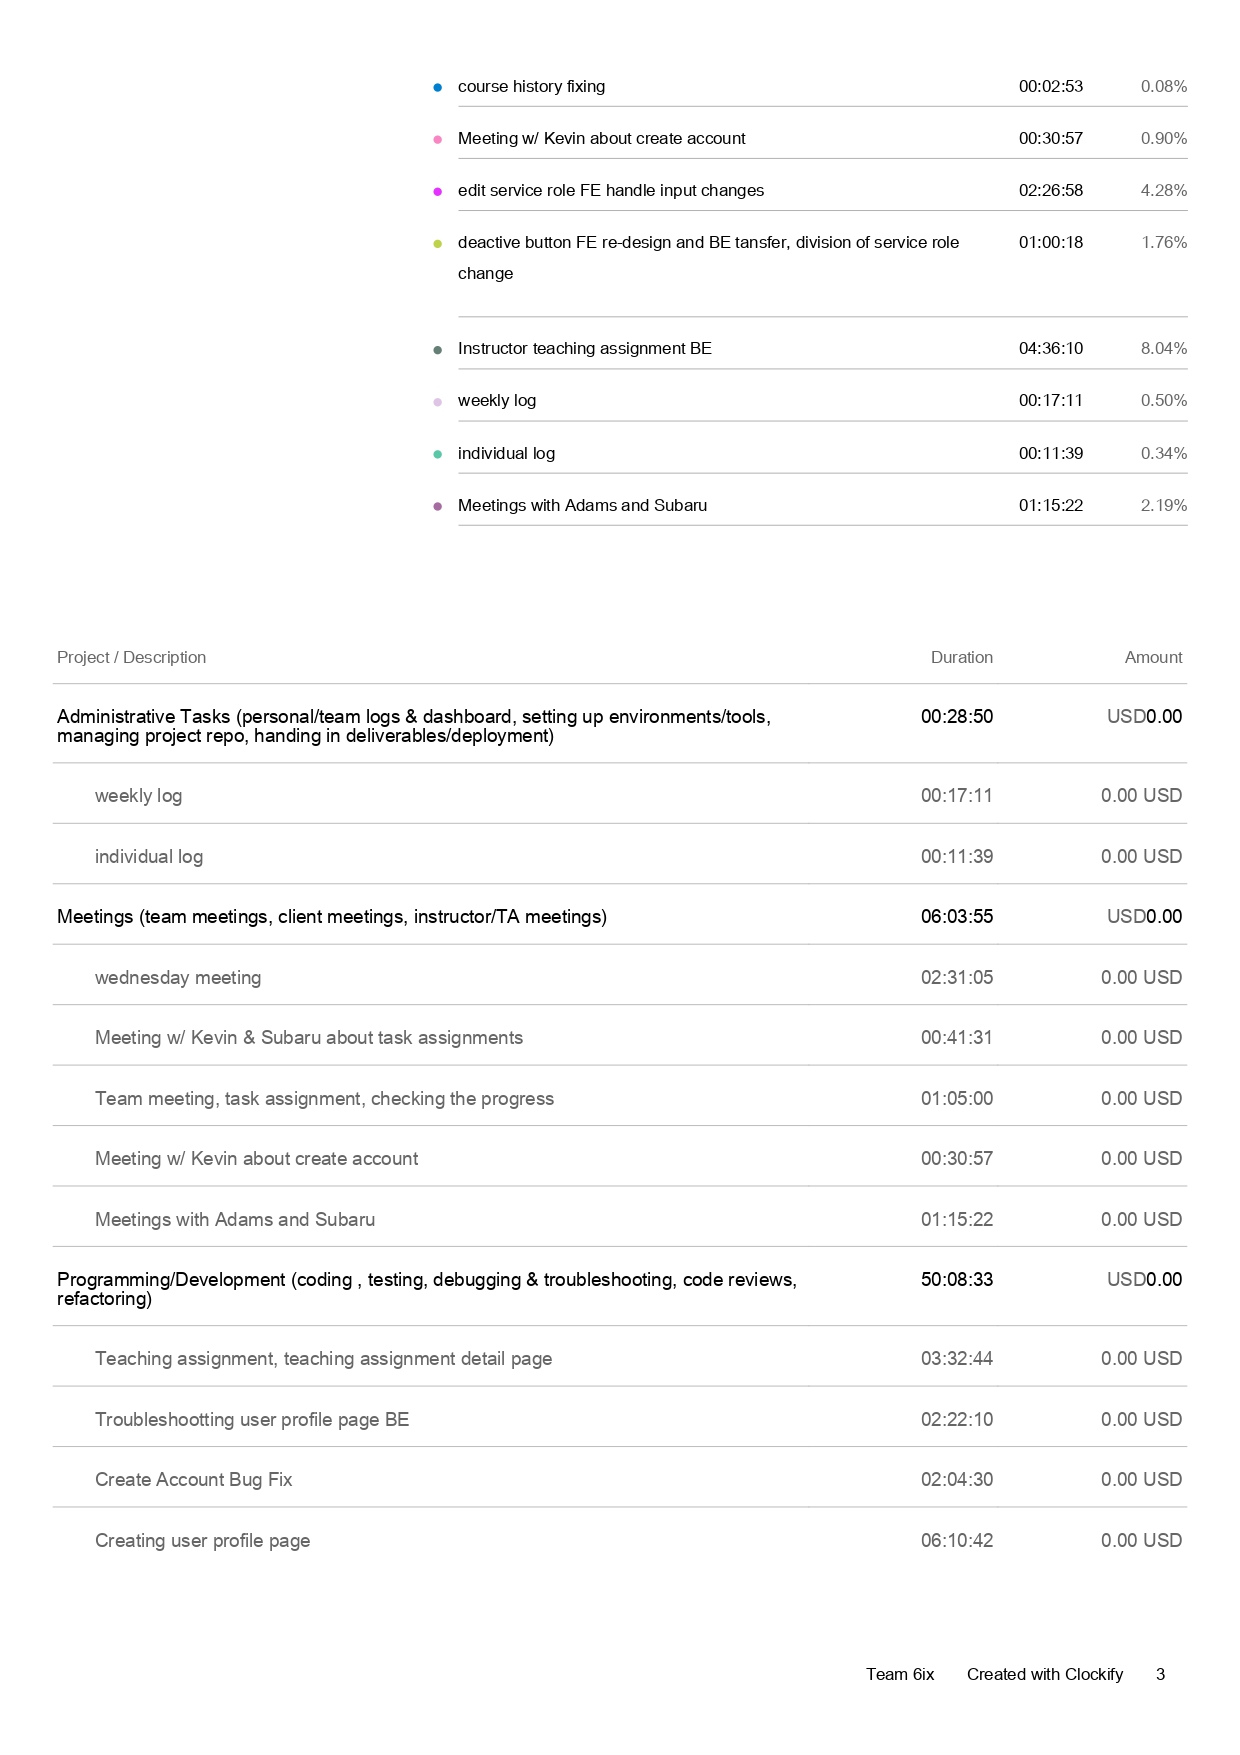 course history fixing 00:02:53 0.08%
Meeting w/ Kevin about create account 00:30:57 0.90%
edit service role FE handle input changes 02:26:58 4.28%
deactive button FE re-design and BE tansfer, division of service role 01:00:18 1.76%
change
Instructor teaching assignment BE 04:36:10 8.04%
weekly log 00:17:11 0.50%
individual log 00:11:39 0.34%
Meetings with Adams and Subaru 01:15:22 2.19%
Project / Description Duration Amount
Administrative Tasks (personal/team logs & dashboard, setting up environments/tools, 00:28:50 USD0.00
managing project repo, handing in deliverables/deployment)
weekly log 00:17:11 0.00 USD
individual log 00:11:39 0.00 USD
Meetings (team meetings, client meetings, instructor/TA meetings) 06:03:55 USD0.00
wednesday meeting 02:31:05 0.00 USD
Meeting w/ Kevin & Subaru about task assignments 00:41:31 0.00 USD
Team meeting, task assignment, checking the progress 01:05:00 0.00 USD
Meeting w/ Kevin about create account 00:30:57 0.00 USD
Meetings with Adams and Subaru 01:15:22 0.00 USD
Programming/Development (coding , testing, debugging & troubleshooting, code reviews, 50:08:33 USD0.00
refactoring)
Teaching assignment, teaching assignment detail page 03:32:44 0.00 USD
Troubleshootting user profile page BE 02:22:10 0.00 USD
Create Account Bug Fix 02:04:30 0.00 USD
Creating user profile page 06:10:42 0.00 USD
Team 6ix Created with Clockify 3